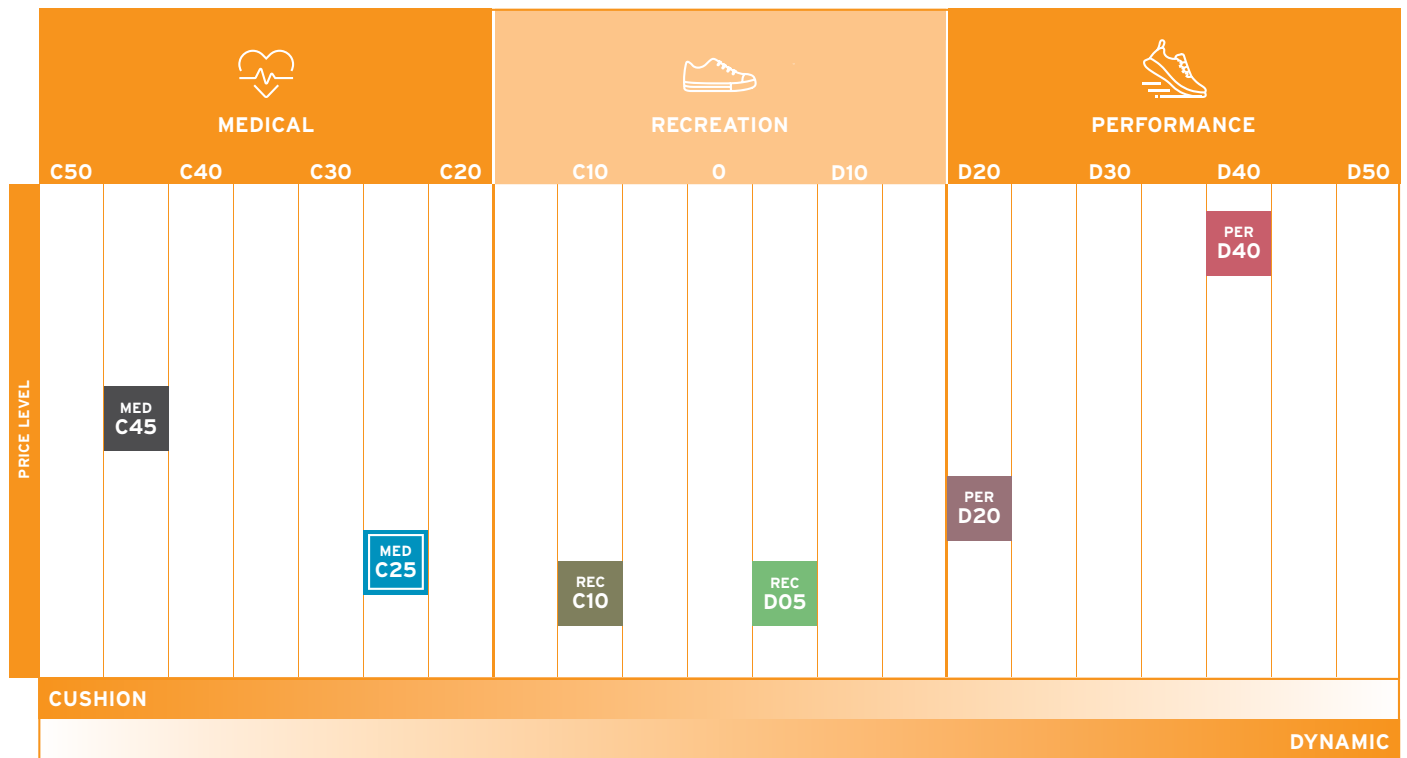 MEDICAL
RECREATION
PERFORMANCE
C50 C40 C30 C20 C10 0 D10 D20 D30 D40 D50
PRICE LEVEL
PER
D40
MED
C45
PER
D20
MED
C25
REC
C10
REC
D05
CUSHION
DYNAMIC